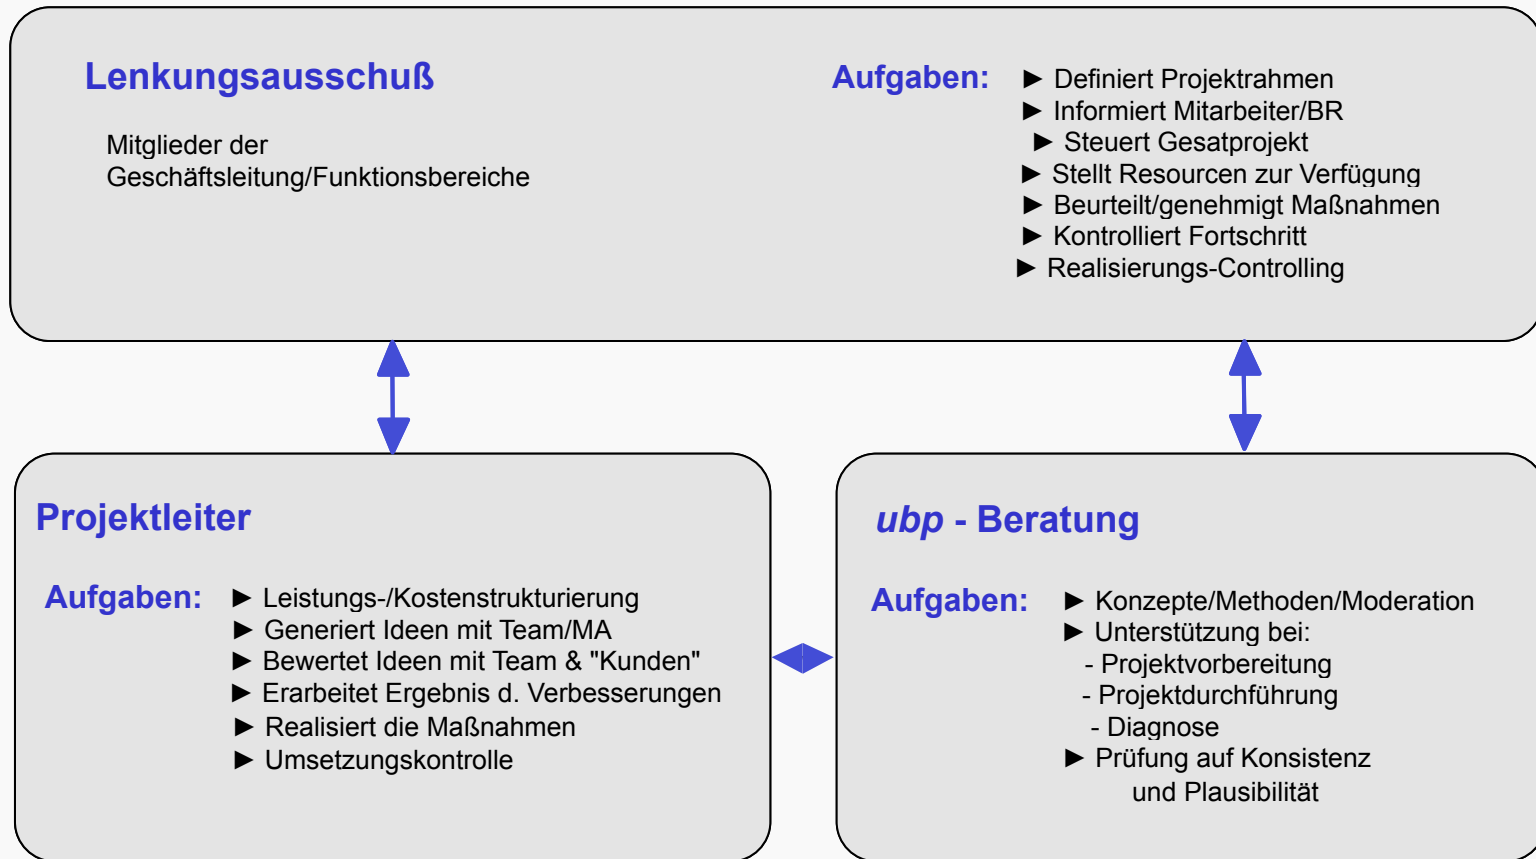 Lenkungsausschuß
Mitglieder der
Geschäftsleitung/Funktionsbereiche
Aufgaben:
► Definiert Projektrahmen
► Informiert Mitarbeiter/BR
► Steuert Gesatprojekt
► Stellt Resourcen zur Verfügung
► Beurteilt/genehmigt Maßnahmen
► Kontrolliert Fortschritt
► Realisierungs-Controlling
Projektleiter
Aufgaben:
► Leistungs-/Kostenstrukturierung
► Generiert Ideen mit Team/MA
► Bewertet Ideen mit Team & "Kunden"
► Erarbeitet Ergebnis d. Verbesserungen
► Realisiert die Maßnahmen
► Umsetzungskontrolle
ubp - Beratung
Aufgaben:
► Konzepte/Methoden/Moderation
► Unterstützung bei:
- Projektvorbereitung
- Projektdurchführung
- Diagnose
► Prüfung auf Konsistenz
und Plausibilität